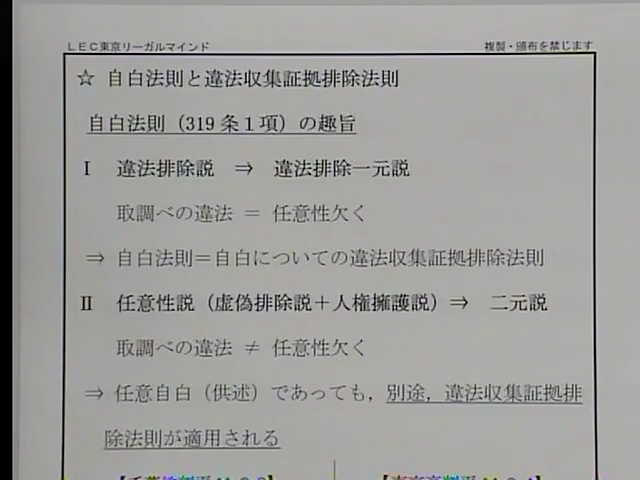 LEC東京リーガルマインド
複製・頒布を禁じます
☆ 自白法則と違法収集証拠排除法則
自白法則（319 条 1 項）の趣旨
Ⅰ 違法排除説 ⇒ 違法排除一元説
取調べの違法 ＝ 任意性欠く
⇒ 自白法則＝自白についての違法収集証拠排除法則
Ⅱ 任意性説（虚偽排除説＋人権擁護説）⇒ 二元説
取調べの違法 ≠ 任意性欠く
⇒ 任意自白（供述）であっても，別途，違法収集証拠排
除法則が適用される